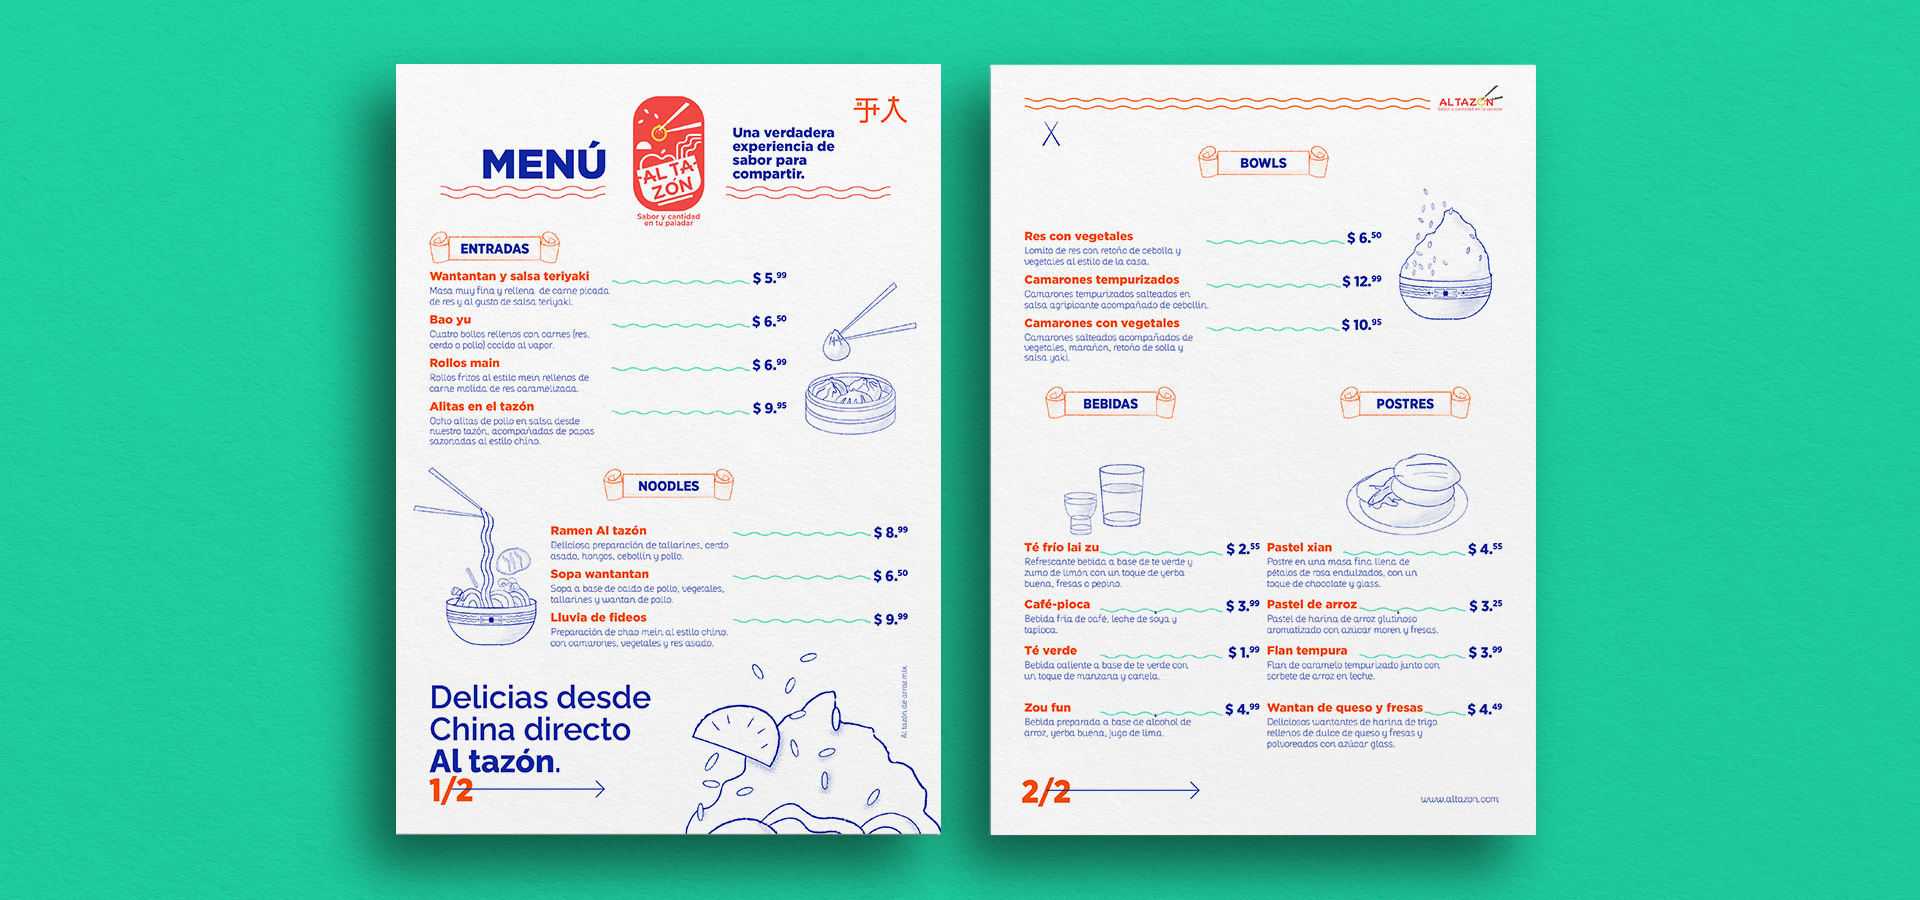 MENÚ
AL TA
ZÓN
Sabor y cantidad
en tu paladar
Una verdadera
experiencia de
sabor para
compartir.
ENTRADAS
Wantantan y salsa teriyaki $ 5.99
Masa muy fina y rellena de carne picada
de res y al gusto de salsa teriyaki.
Bao yu $ 6.50
Cuatro bollos rellenos con carnes (res,
cerdo o pollo) cocido al vapor.
Rollos main $ 6.99
Rollos fritos al estilo mein rellenos de
carne molida de res caramelizada.
Alitas en el tazón $ 9.95
Ocho alitas de pollo en salsa desde
nuestro tazón, acompañadas de papas
sazonadas al estilo chino.
NOODLES
Ramen Al tazón $ 8.99
Deliciosa preparación de tallarines, cerdo
asado, hongos, cebollín y pollo.
Sopa wantantan $ 6.50
Sopa a base de caldo de pollo, vegetales,
tallarines y wantan de pollo.
Lluvia de fideos $ 9.99
Preparación de chao mein al estilo chino,
con camarones, vegetales y res asado.
Al tazón de arroz mix.
Delicias desde
China directo
Al tazón.
1/2
AL TAZÓN
Sabor y cantidad en tu paladar
BOWLS
Res con vegetales $ 6.50
Lomito de res con retoño de cebolla y
vegetales al estilo de la casa.
Camarones tempurizados $ 12.99
Camarones tempurizados salteados en
salsa agripicante acompañado de cebollín.
Camarones con vegetales $ 10.95
Camarones salteados acompañados de
vegetales, marañon, retoño de solla y
salsa yaki.
BEBIDAS
Té frío lai zu $ 2.55
Refrescante bebida a base de te verde y
zumo de limón con un toque de yerba
buena, fresas o pepino.
Café-pioca $ 3.99
Bebida fría de café, leche de soya y
tapioca.
Té verde $ 1.99
Bebida caliente a base de te verde con
un toque de manzana y canela.
Zou fun $ 4.99
Bebida preparada a base de alcohol de
arroz, yerba buena, jugo de lima.
POSTRES
Pastel xian $ 4.55
Postre en una masa fina llena de
pétalos de rosa endulzados, con un
toque de chocolate y glass.
Pastel de arroz $ 3.25
Pastel de harina de arroz glutinoso
aromatizado con azúcar moren y fresas.
Flan tempura $ 3.99
Flan de caramelo tempurizado junto con
sorbete de arroz en leche.
Wantan de queso y fresas $ 4.49
Deliciosos wantantes de harina de trigo
rellenos de dulce de queso y fresas y
polvoreados con azúcar glass.
2/2
www.altazon.com